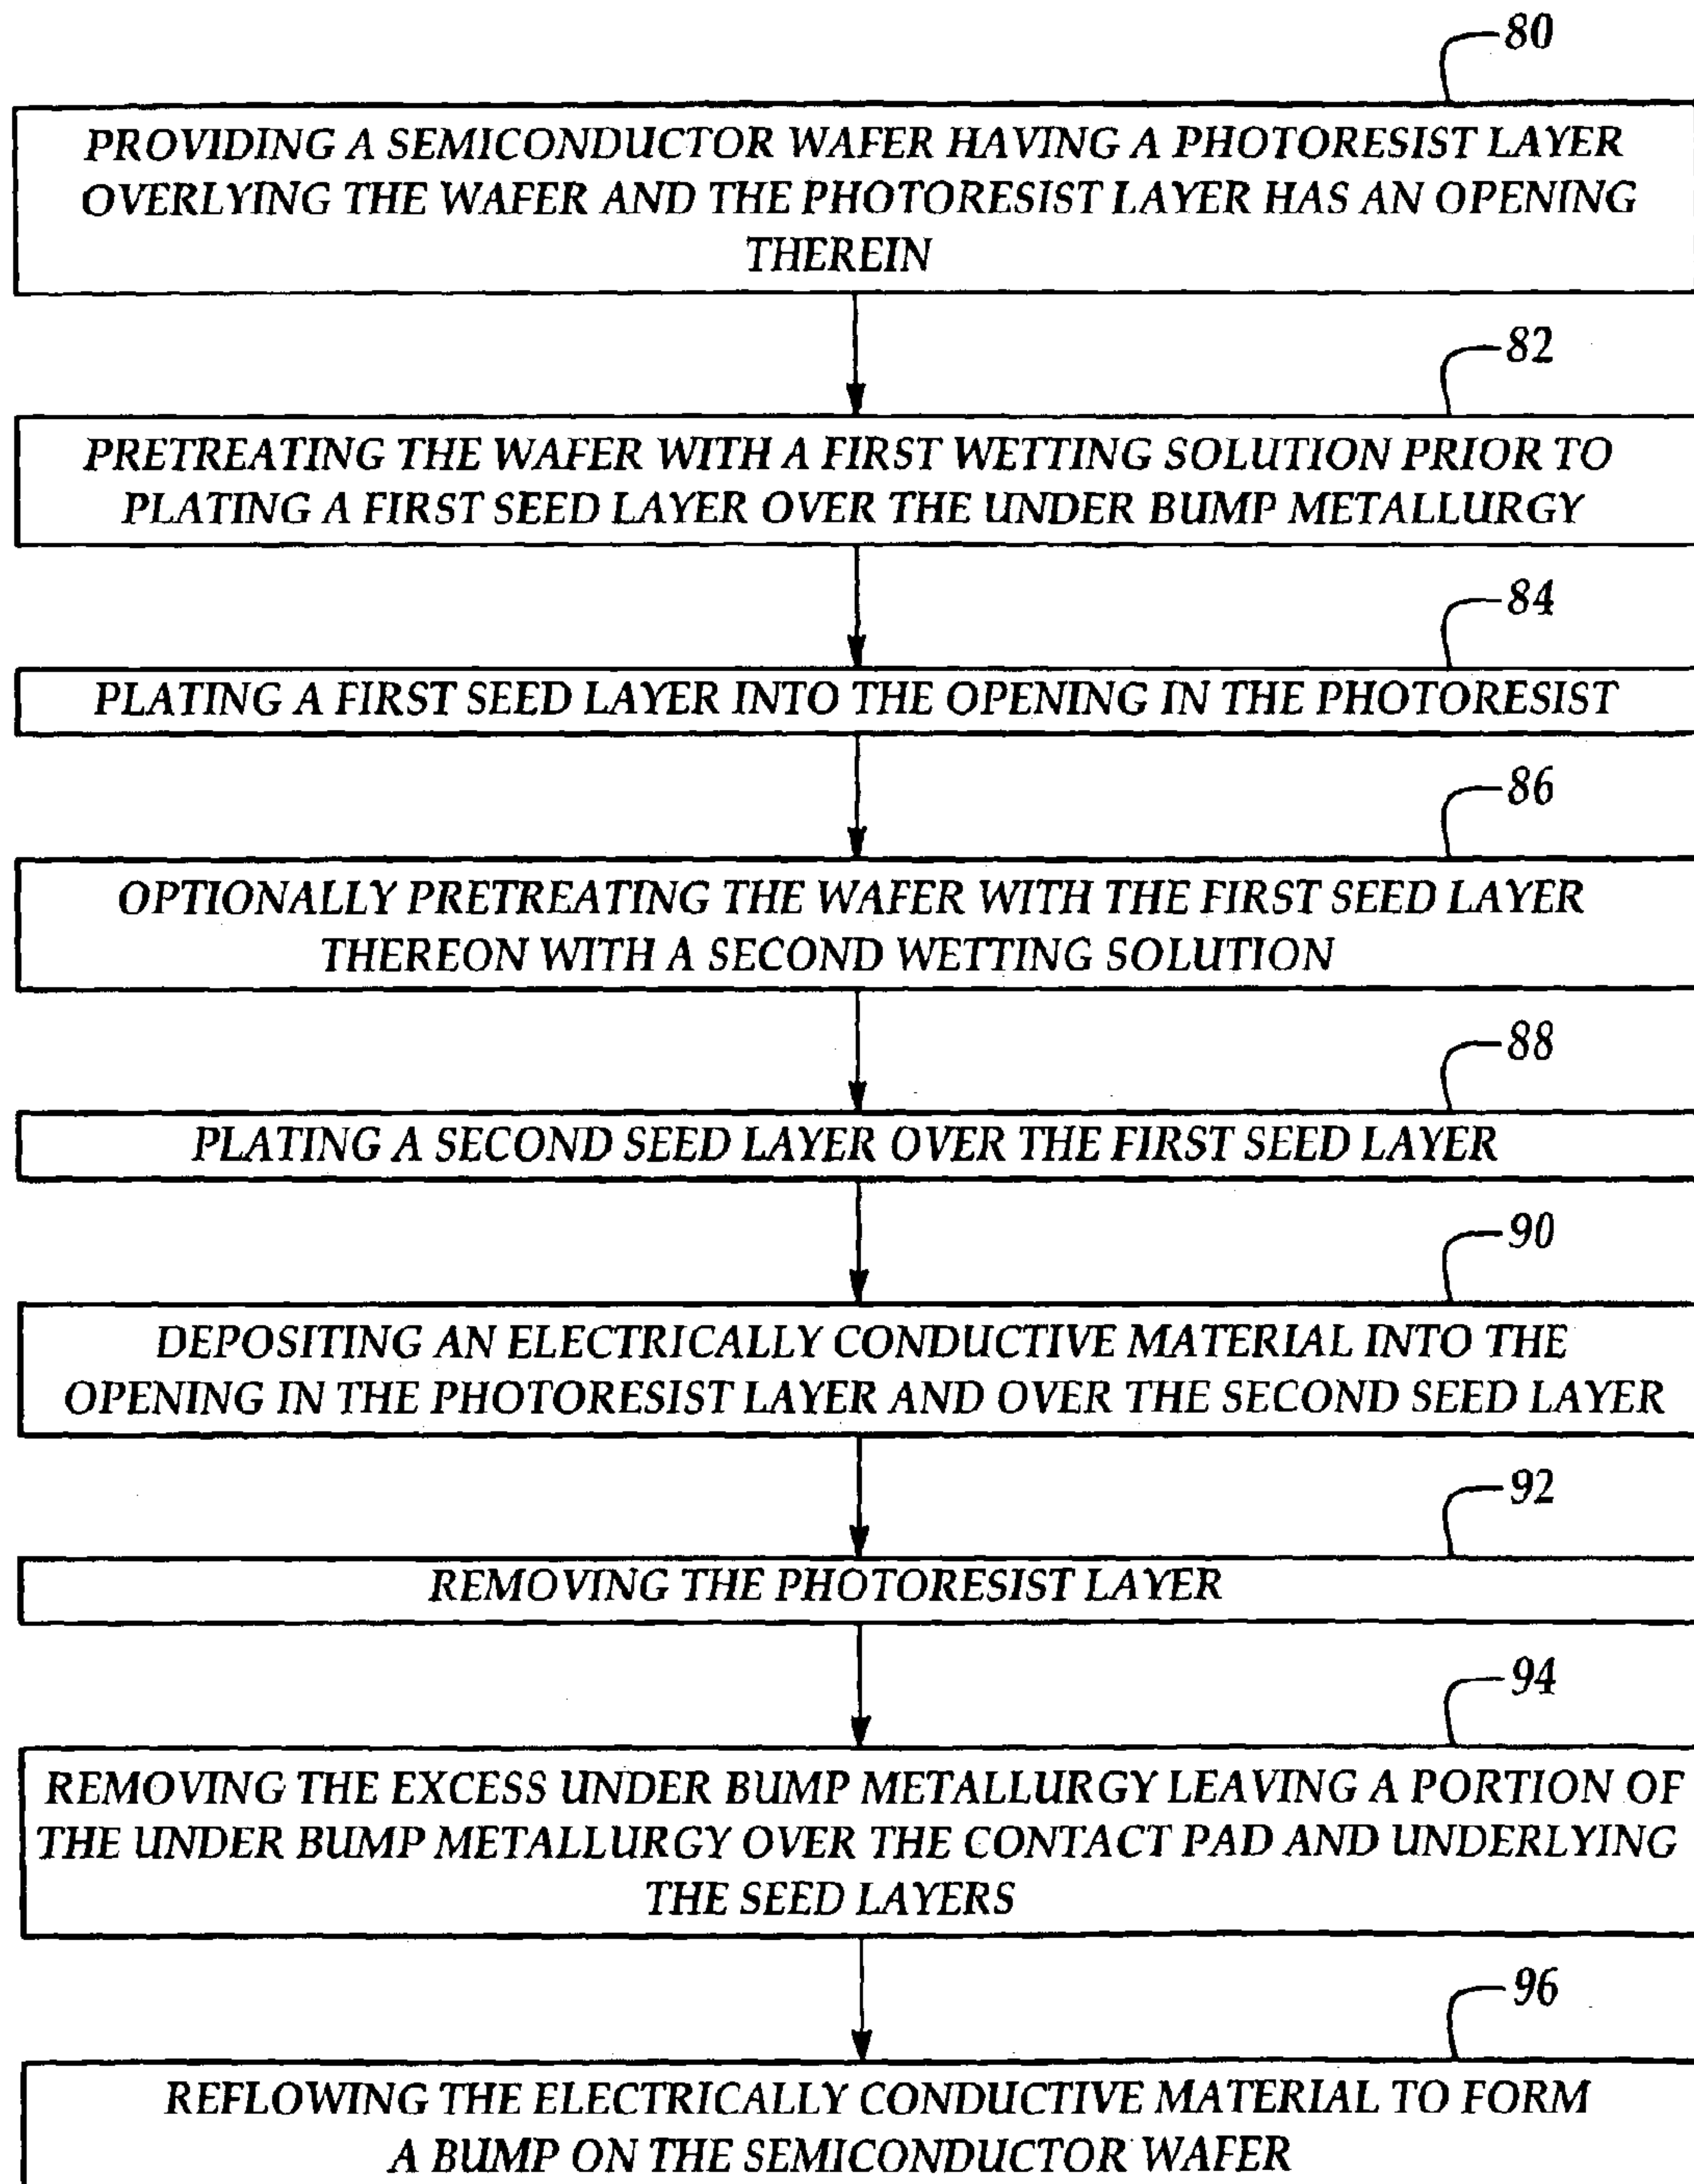 80
PROVIDING A SEMICONDUCTOR WAFER HAVING A PHOTORESIST LAYER
OVERLYING THE WAFER AND THE PHOTORESIST LAYER HAS AN OPENING
THEREIN
82
PRETREATING THE WAFER WITH A FIRST WETTING SOLUTION PRIOR TO
PLATING A FIRST SEED LAYER OVER THE UNDER BUMP METALLURGY
84
PLATING A FIRST SEED LAYER INTO THE OPENING IN THE PHOTORESIST
86
OPTIONALLY PRETREATING THE WAFER WITH THE FIRST SEED LAYER
THEREON WITH A SECOND WETTING SOLUTION
88
PLATING A SECOND SEED LAYER OVER THE FIRST SEED LAYER
90
DEPOSITING AN ELECTRICALLY CONDUCTIVE MATERIAL INTO THE
OPENING IN THE PHOTORESIST LAYER AND OVER THE SECOND SEED LAYER
92
REMOVING THE PHOTORESIST LAYER
94
REMOVING THE EXCESS UNDER BUMP METALLURGY LEAVING A PORTION OF
THE UNDER BUMP METALLURGY OVER THE CONTACT PAD AND UNDERLYING
THE SEED LAYERS
96
REFLOWING THE ELECTRICALLY CONDUCTIVE MATERIAL TO FORM
A BUMP ON THE SEMICONDUCTOR WAFER